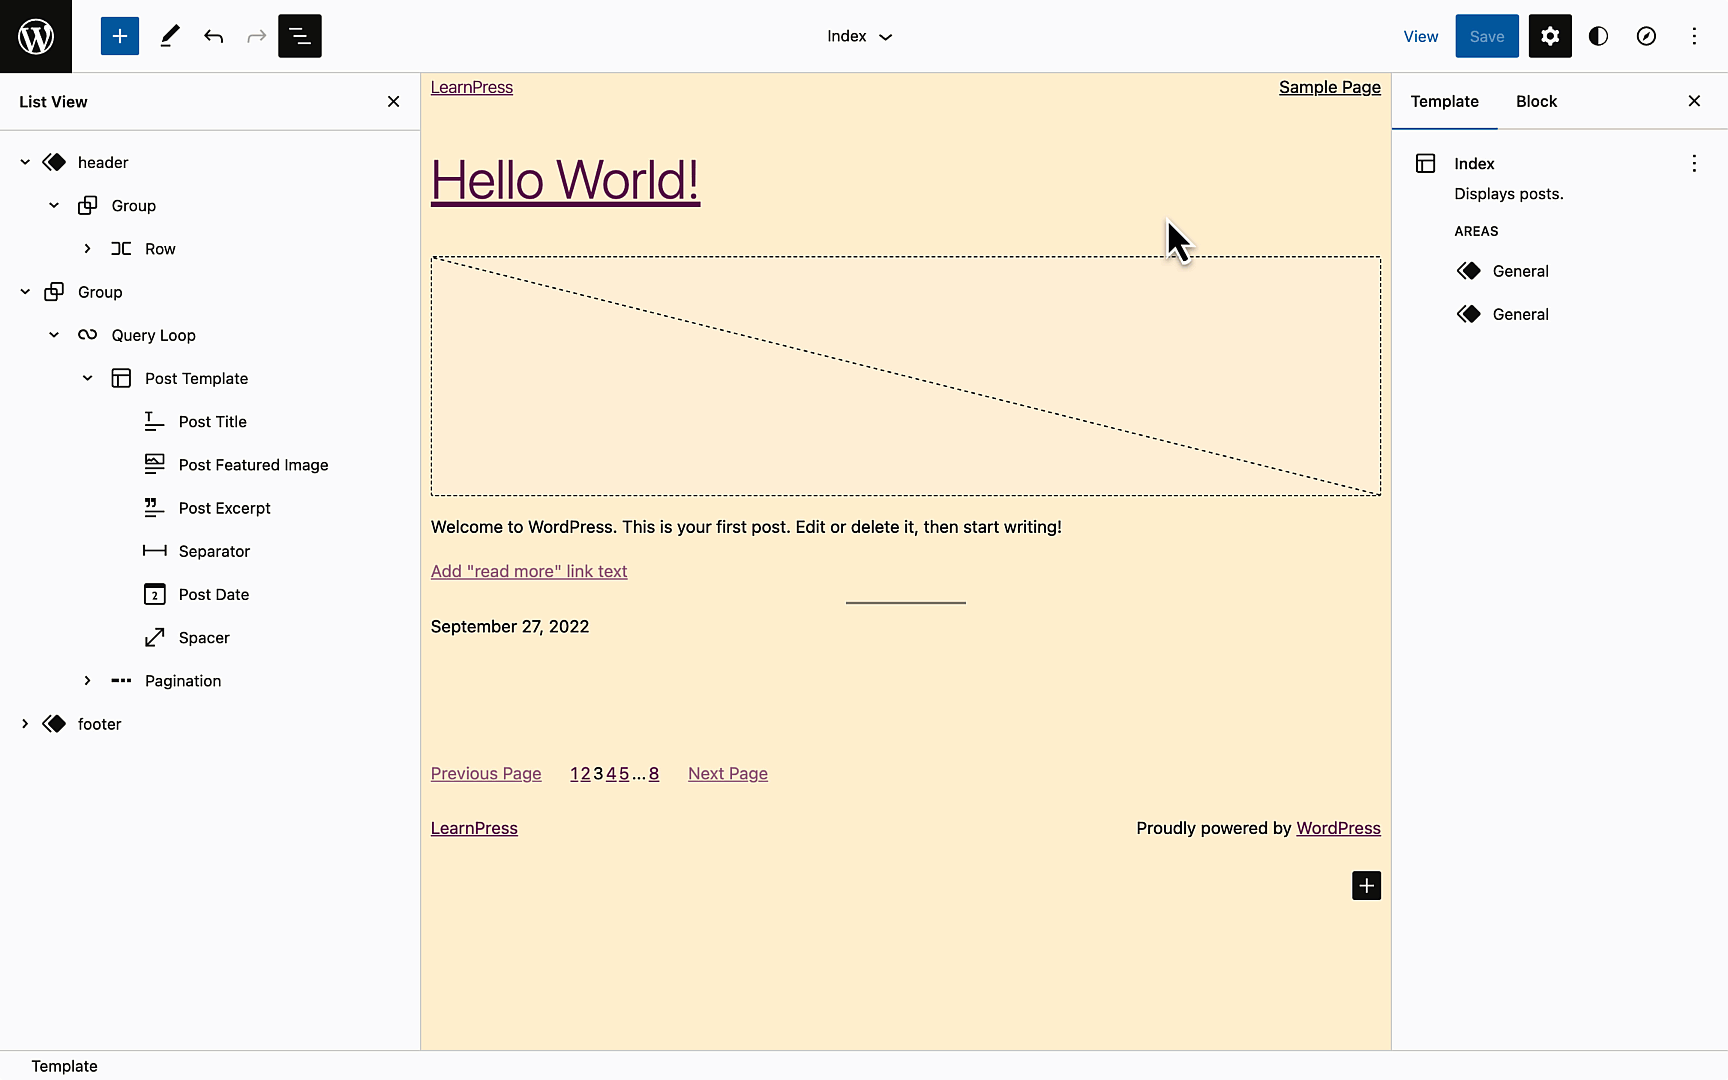 Index
View
Save
List View
header
Group
Row
Group
Query Loop
Post Template
Post Title
Post Featured Image
Post Excerpt
Separator
2 Post Date
Spacer
Pagination
footer
LearnPress
Sample Page
Hello World!
Welcome to WordPress. This is your first post. Edit or delete it, then start writing!
Add "read more" link text
September 27, 2022
Previous Page 1 2 3 4 5 ... 8 Next Page
LearnPress
Proudly powered by WordPress
Template Block
Index
Displays posts.
AREAS
General
General
Template